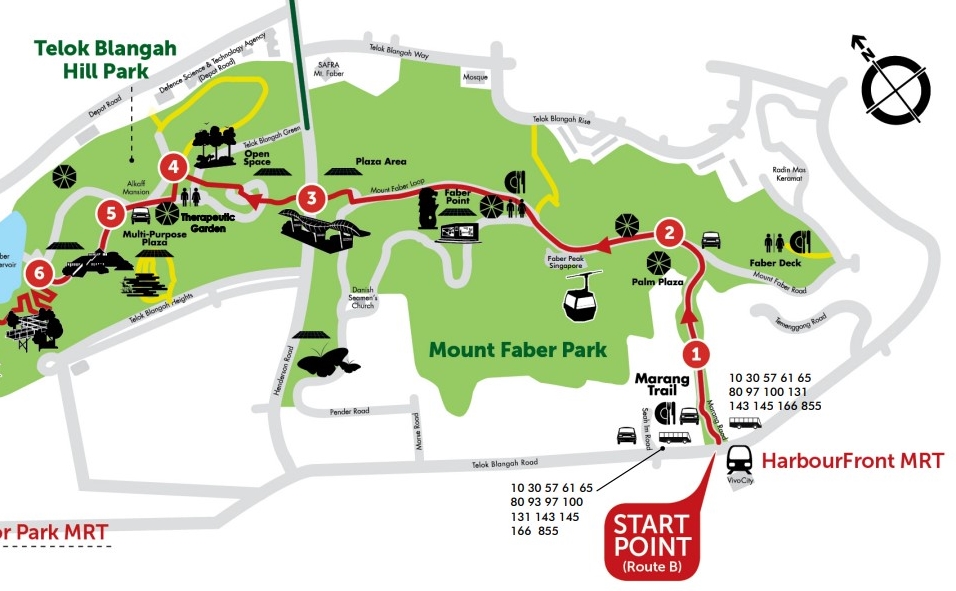 Telok Blangah
Hill Park
Defence Science & Technology Agency
(Depot Road)
Depot Road
SAFRA
Mt. Faber
Telok Blangah Way
Mosque
N
Telok Blangah Rise
Telok Blangah Green
Open
Space
Plaza Area
4
Alkaff
Mansion
Mount Faber Loop
3
Faber
Point
Radin Mas
Keramat
5
Therapeutic
Garden
Multi-Purpose
Plaza
2
Faber Deck
Mount Faber Road
ber
ervoir
6
Faber Peak
Singapore
Palm Plaza
Danish
Seamen's
Church
Telok Blangah Heights
Temenggong Road
Mount Faber Park
1
Henderson Road
Marang
Trail
10 30 57 61 65
80 97 100 131
143 145 166 855
Pender Road
Morse Road
Seah Im Road
Marang Road
Telok Blangah Road
HarbourFront MRT
VivoCity
10 30 57 61 65
80 93 97 100
131 143 145
166 855
START
POINT
(Route B)
or Park MRT